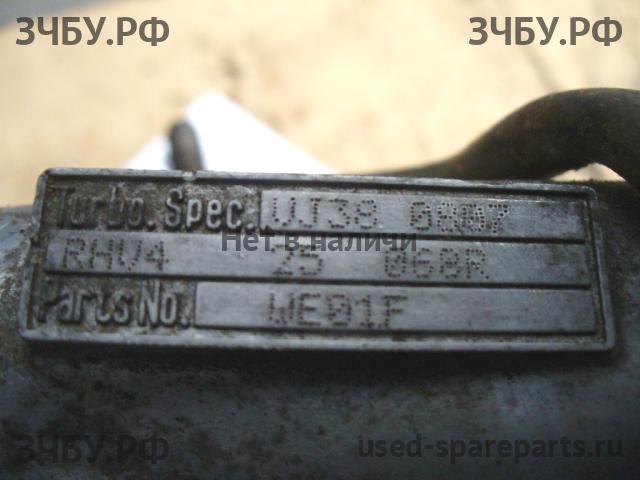 ЗЧБУ.РФ ЗЧБУ.РФ
Turbo. Spec. VJ38 0807
Нет в наличи
RHV4 25 068R
Parts No. WE01F
ЗЧБУ.РФ used-spareparts.ru